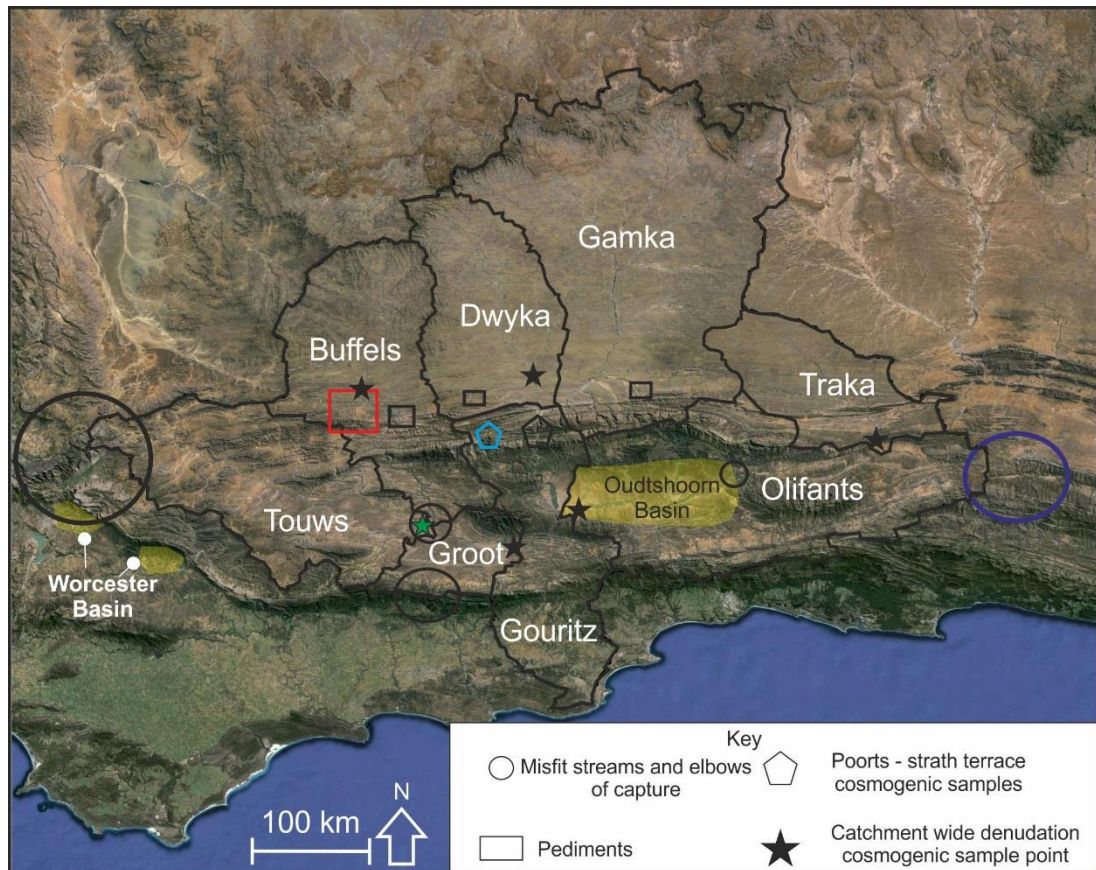 Gamka
Dwyka
Buffels
Traka
Oudtshoorn
Basin
Olifants
Touws
Groot
Worcester
Basin
Gouritz
Key
Misfit streams and elbows
of capture
Poorts - strath terrace
cosmogenic samples
N
100 km
Pediments
Catchment wide denudation
cosmogenic sample point